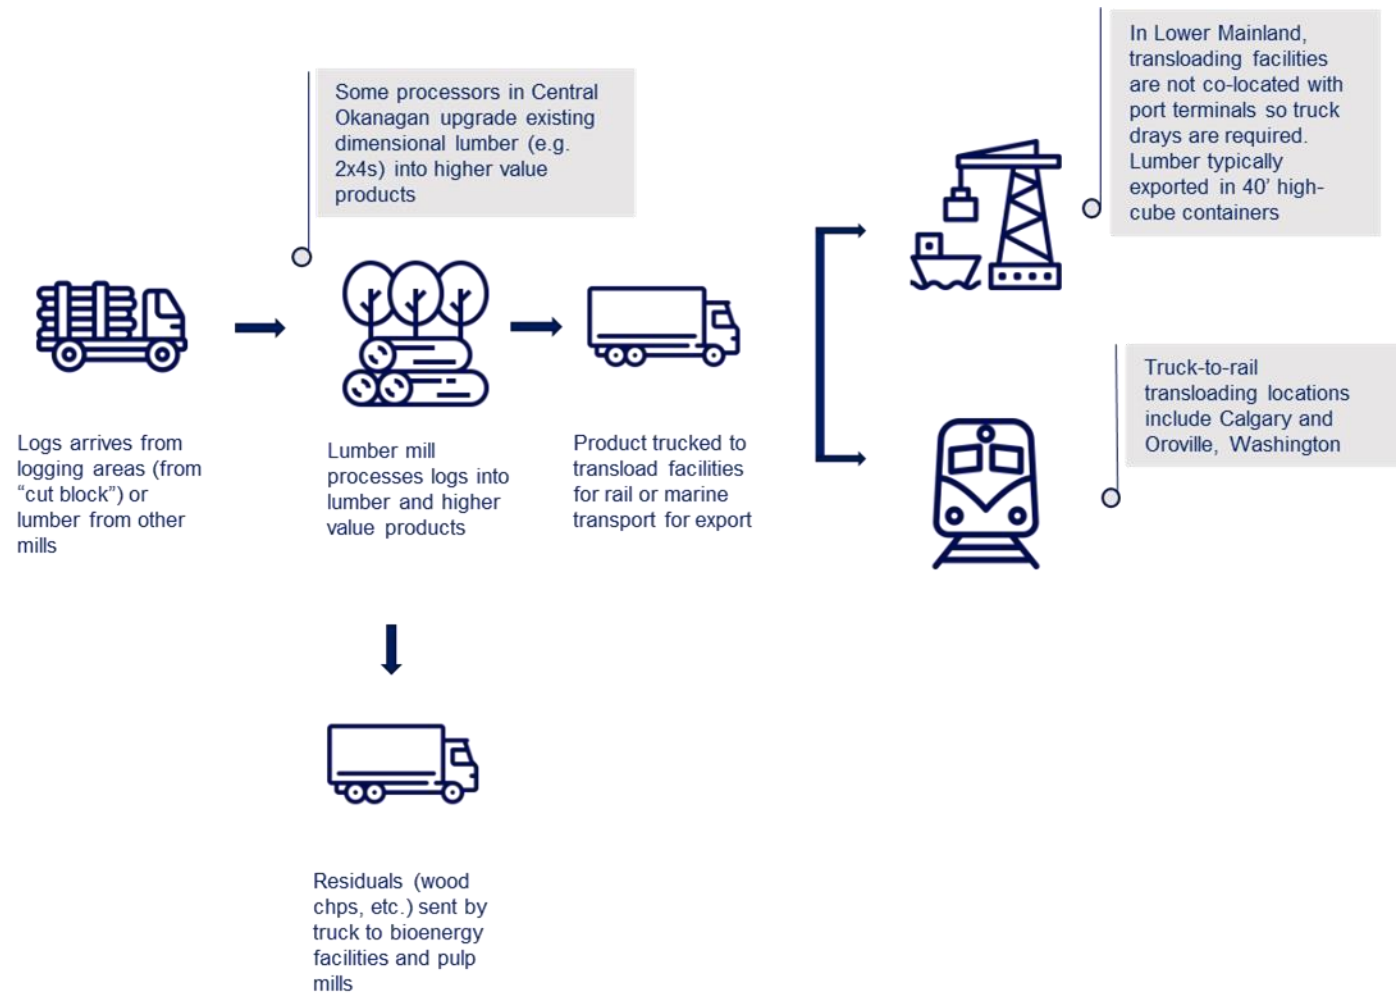 In Lower Mainland,
transloading facilities
are not co-located with
port terminals so truck
drays are required.
Lumber typically
exported in 40’ high-
cube containers
Some processors in Central
Okanagan upgrade existing
dimensional lumber (e.g.
2x4s) into higher value
products
Truck-to-rail
transloading locations
include Calgary and
Oroville, Washington
Logs arrives from
logging areas (from
“cut block”) or
lumber from other
mills
Lumber mill
processes logs into
lumber and higher
value products
Product trucked to
transload facilities
for rail or marine
transport for export
Residuals (wood
chps, etc.) sent by
truck to bioenergy
facilities and pulp
mills